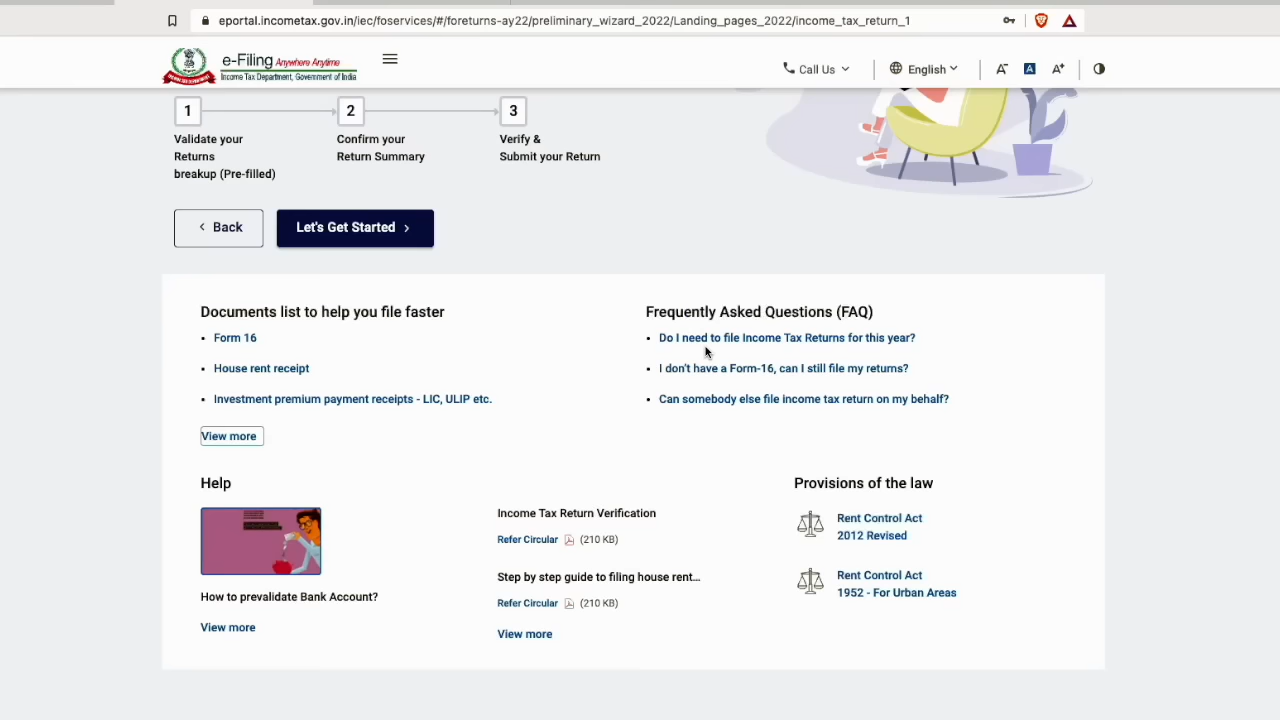 eportal.incometax.gov.in/iec/foservices/#/foreturns-ay22/preliminary_wizard_2022/Landing_pages_2022/income_tax_return_1
e-Filing Anywhere Anytime
Income Tax Department, Government of India
Call Us
English
A-
A
A+
1
2
3
Validate your
Returns
breakup (Pre-filled)
Confirm your
Return Summary
Verify &
Submit your Return
Back
Let's Get Started
Documents list to help you file faster
Form 16
House rent receipt
Investment premium payment receipts - LIC, ULIP etc.
View more
Frequently Asked Questions (FAQ)
Do I need to file Income Tax Returns for this year?
I don't have a Form-16, can I still file my returns?
Can somebody else file income tax return on my behalf?
Help
How to prevalidate Bank Account?
View more
Income Tax Return Verification
Refer Circular (210 KB)
Step by step guide to filing house rent...
Refer Circular (210 KB)
View more
Provisions of the law
Rent Control Act
2012 Revised
Rent Control Act
1952 - For Urban Areas